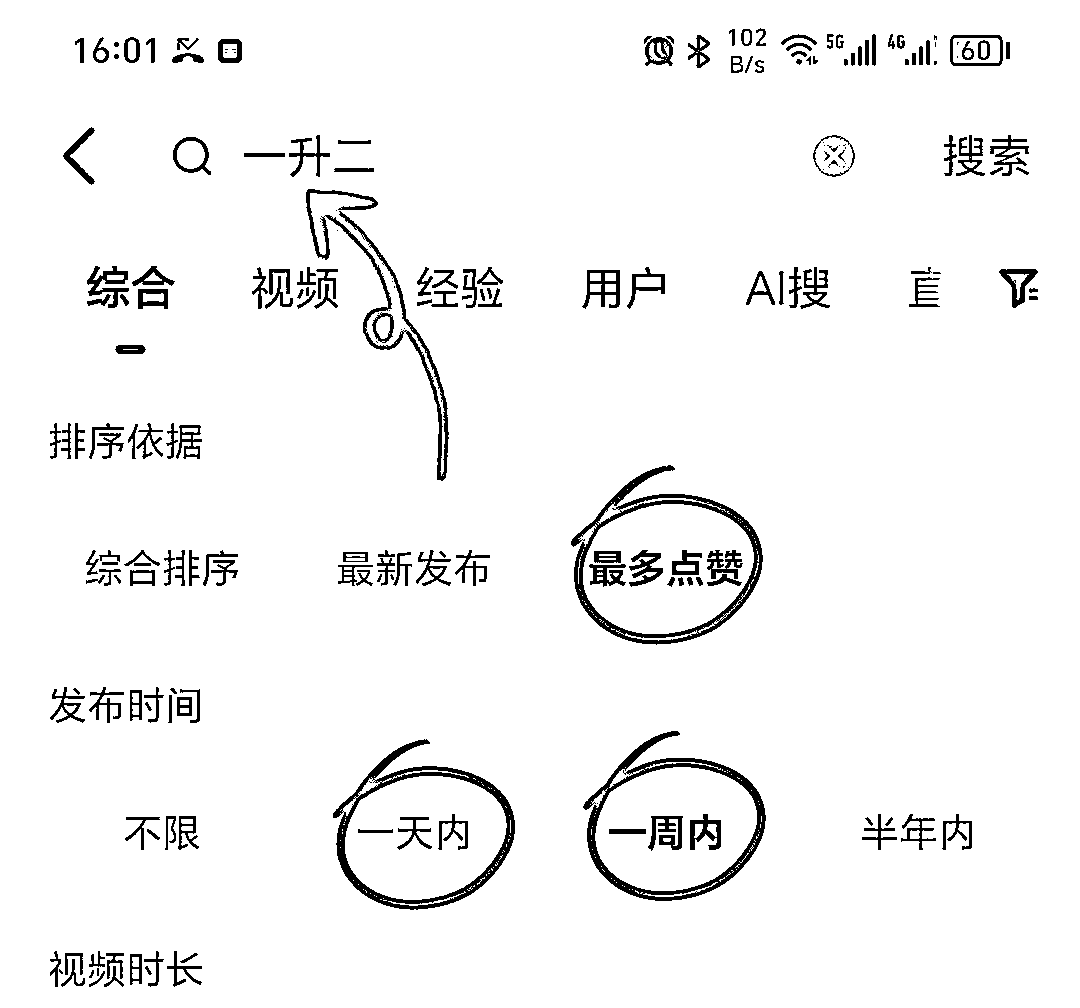 16:01 102 B/s 5G 4G 60
一升二 搜索
综合 视频 经验 用户 AI搜 直
排序依据
综合排序 最新发布 最多点赞
发布时间
不限 一天内 一周内 半年内
视频时长